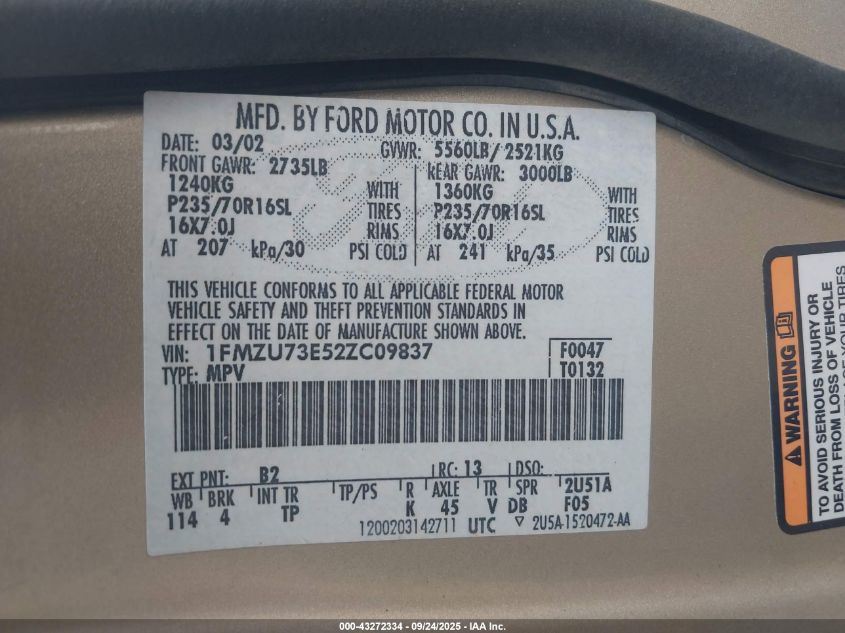 MFD. BY FORD MOTOR CO. IN U.S.A.
DATE: 03/02 GVWR: 5560LB/ 2521KG
FRONT GAWR: 2735LB REAR GAWR: 3000LB
1240KG WITH 1360KG WITH
P235/70R16SL TIRES P235/70R16SL TIRES
16X7.0J RIMS 16X7.0J RIMS
AT 207 kPa/30 PSI COLD AT 241 kPa/35 PSI COLD
THIS VEHICLE CONFORMS TO ALL APPLICABLE FEDERAL MOTOR
VEHICLE SAFETY AND THEFT PREVENTION STANDARDS IN
EFFECT ON THE DATE OF MANUFACTURE SHOWN ABOVE.
VIN: 1FMZU73E52ZC09837 F0047
TYPE: MPV T0132
EXT PNT: B2 RC: 13 DSO:
WB BRK INT TR TP/PS R AXLE TR SPR 2U51A
114 4 TP K 45 V DB F05
1200203142711 UTC ▽ 2U5A-1520472-AA
WARNING
TO AVOID SERIOUS INJURY OR
DEATH FROM LOSS OF VEHICLE
YOUR TIRES
000-43272334 - 09/24/2025 - IAA Inc.